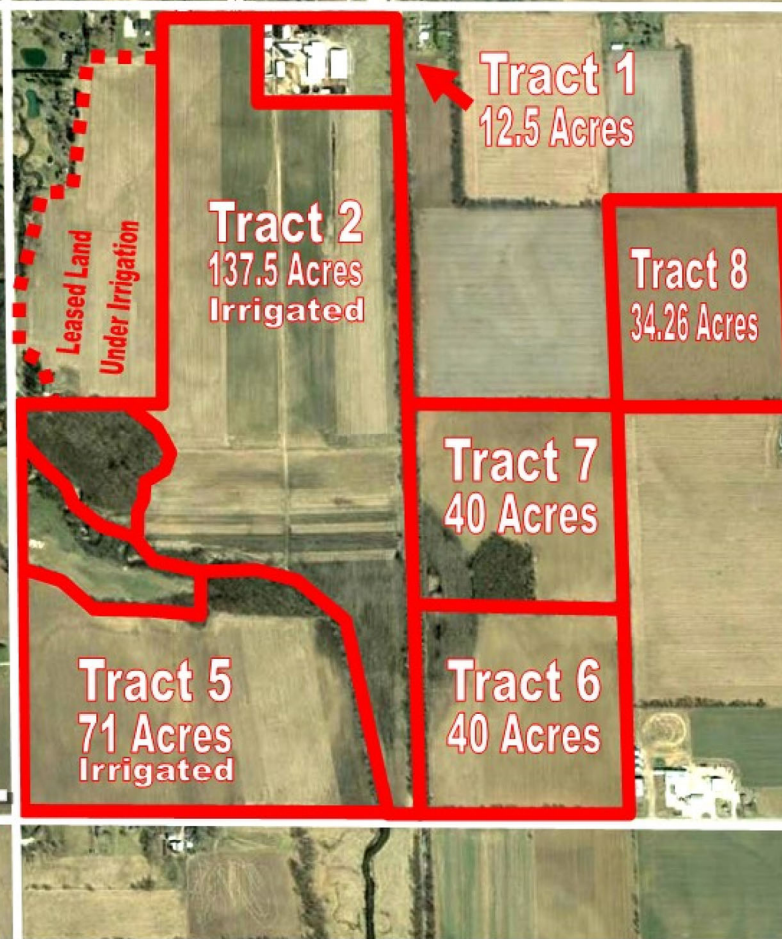 Tract 1
12.5 Acres
Tract 2
137.5 Acres
Irrigated
Leased Land
Under Irrigation
Tract 8
34.26 Acres
Tract 7
40 Acres
Tract 5
71 Acres
Irrigated
Tract 6
40 Acres